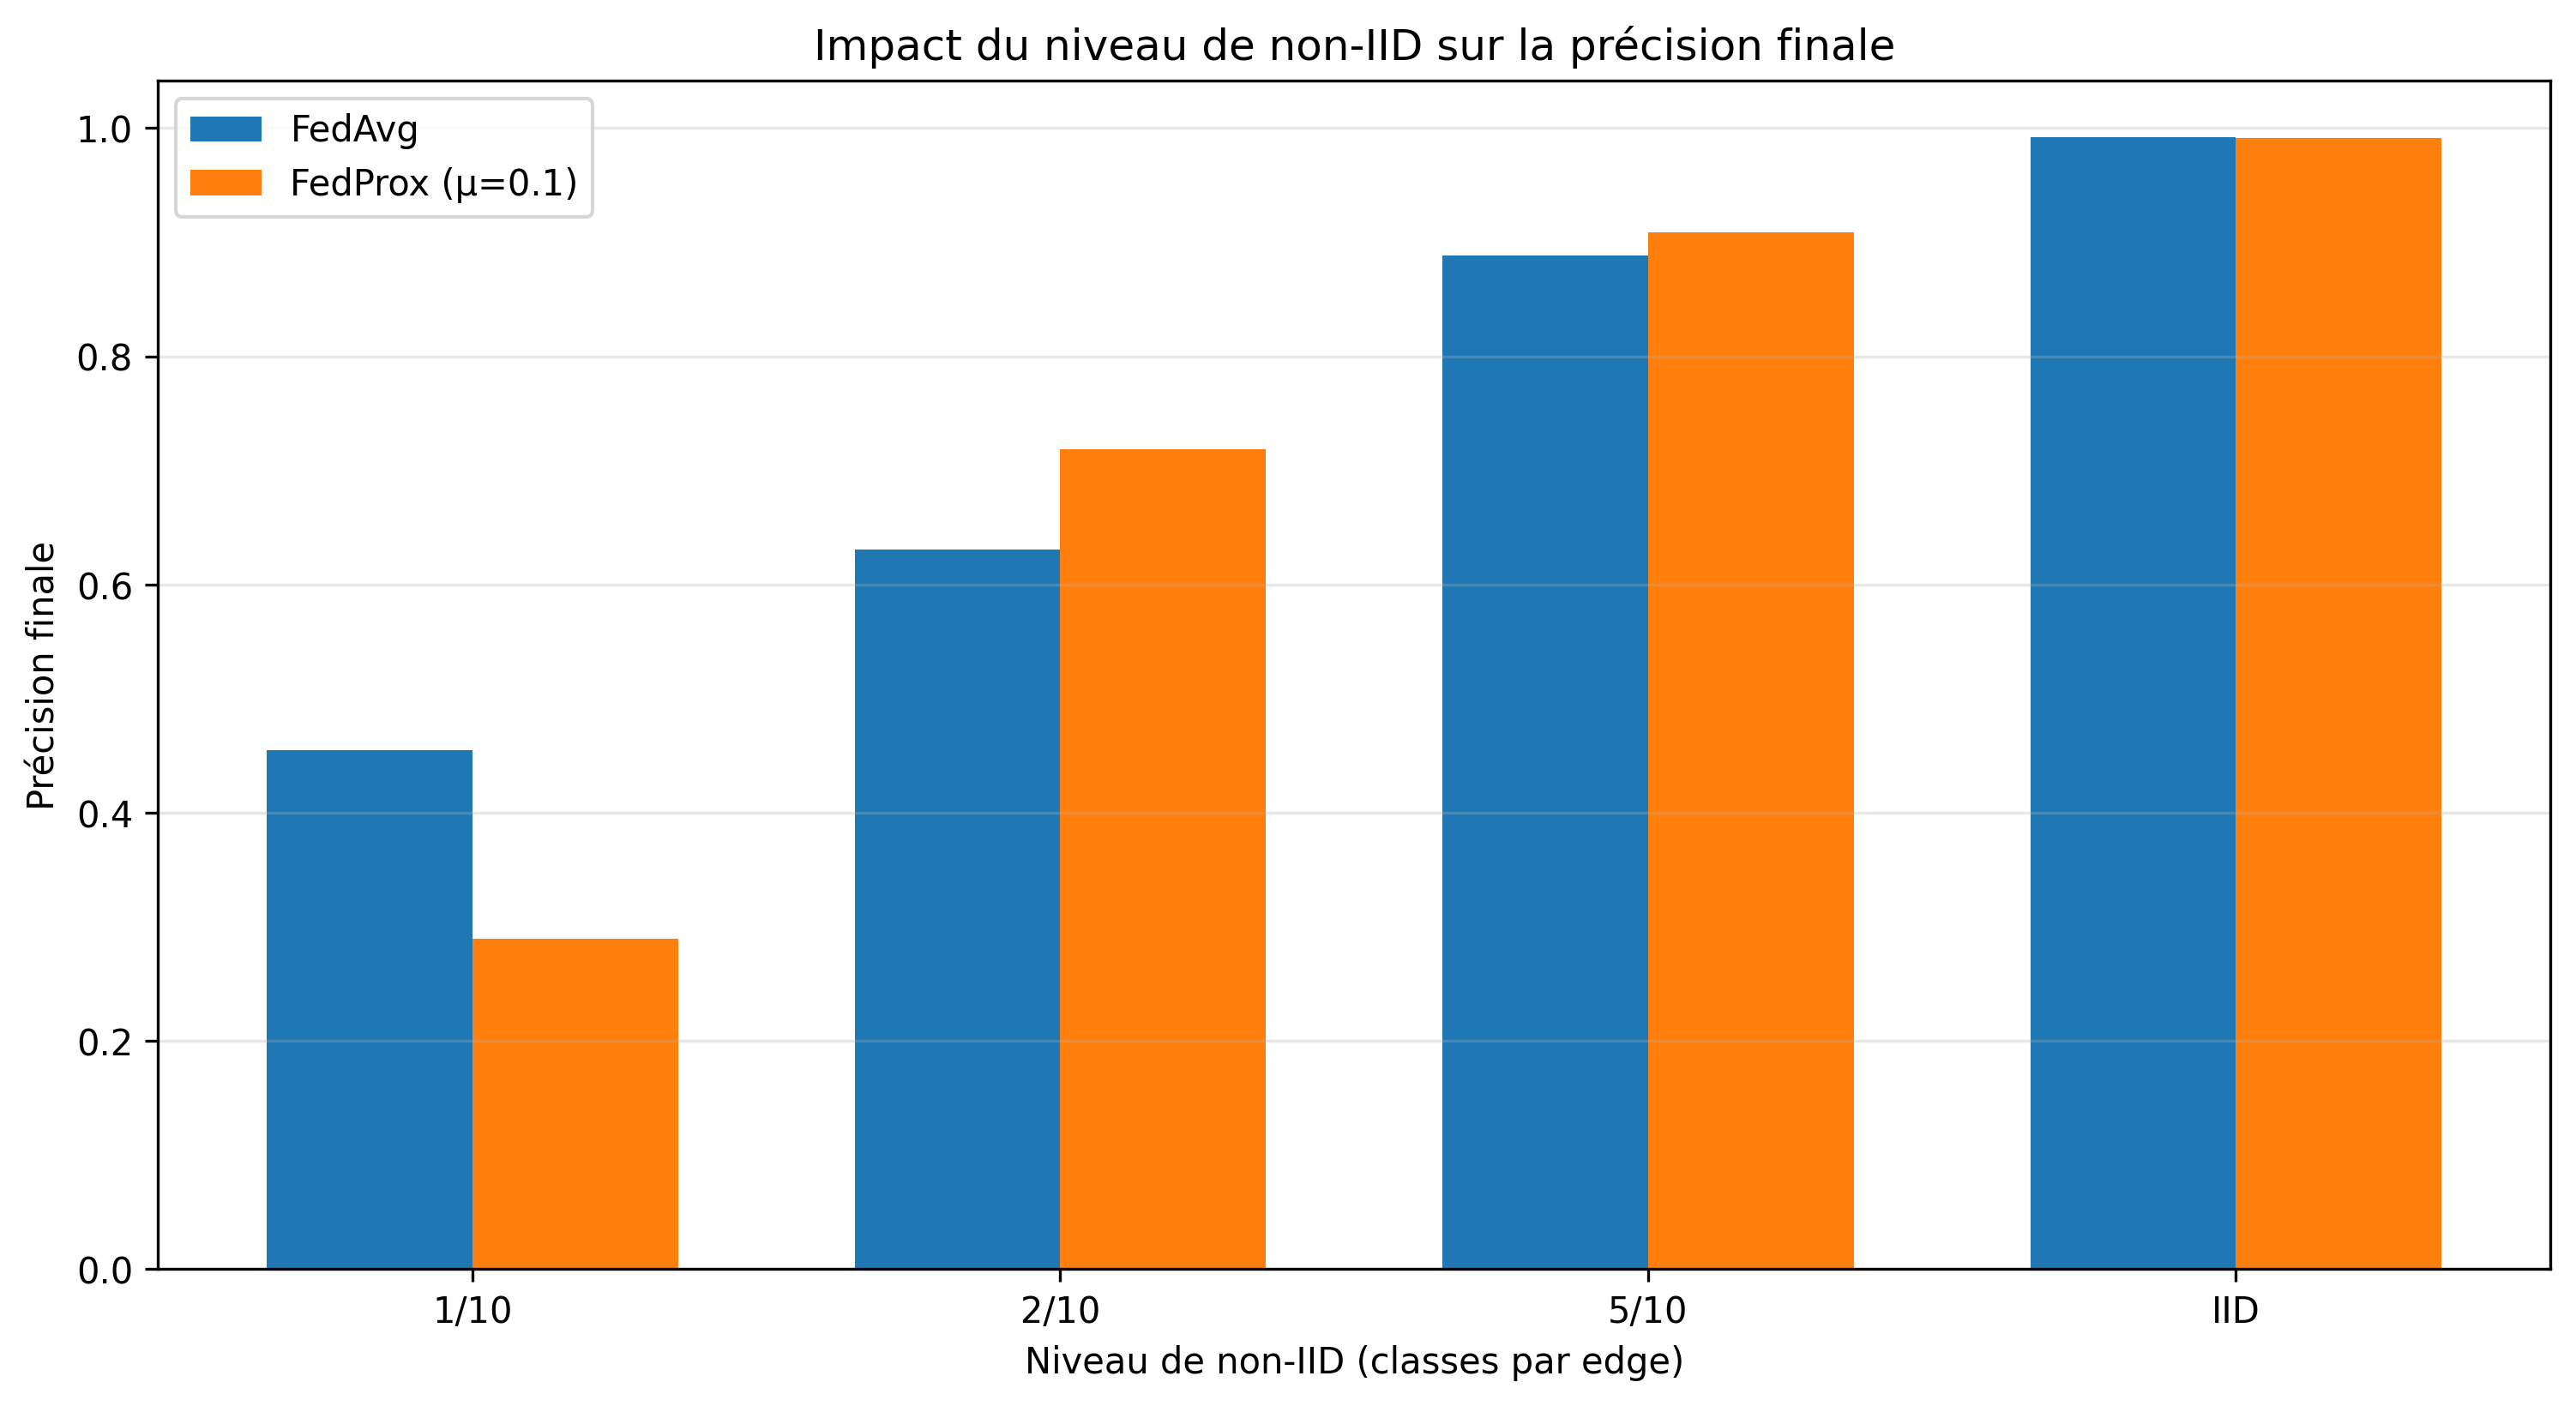 Impact du niveau de non-IID sur la précision finale
FedAvg
FedProx (μ=0.1)
Précision finale
1.0
0.8
0.6
0.4
0.2
0.0
1/10 2/10 5/10 IID
Niveau de non-IID (classes par edge)